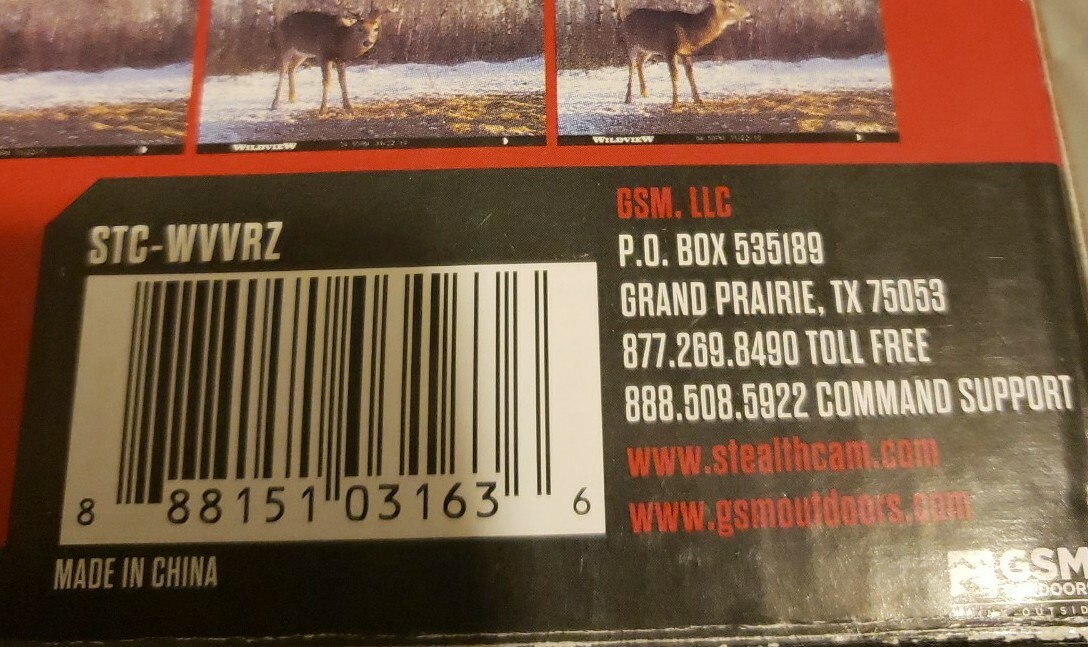 WILDVIEW
WILDVIEW
STC-WVVRZ
8 88151 03163 6
MADE IN CHINA
GSM, LLC
P.O. BOX 535189
GRAND PRAIRIE, TX 75053
877.269.8490 TOLL FREE
888.508.5922 COMMAND SUPPORT
www.stealthcam.com
www.gsmoutdoors.com
GSM